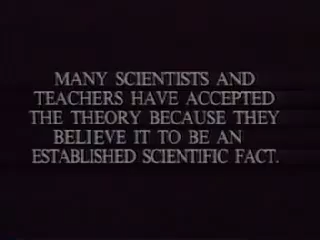 MANY SCIENTISTS AND
TEACHERS HAVE ACCEPTED
THE THEORY BECAUSE THEY
BELIEVE IT TO BE AN
ESTABLISHED SCIENTIFIC FACT.